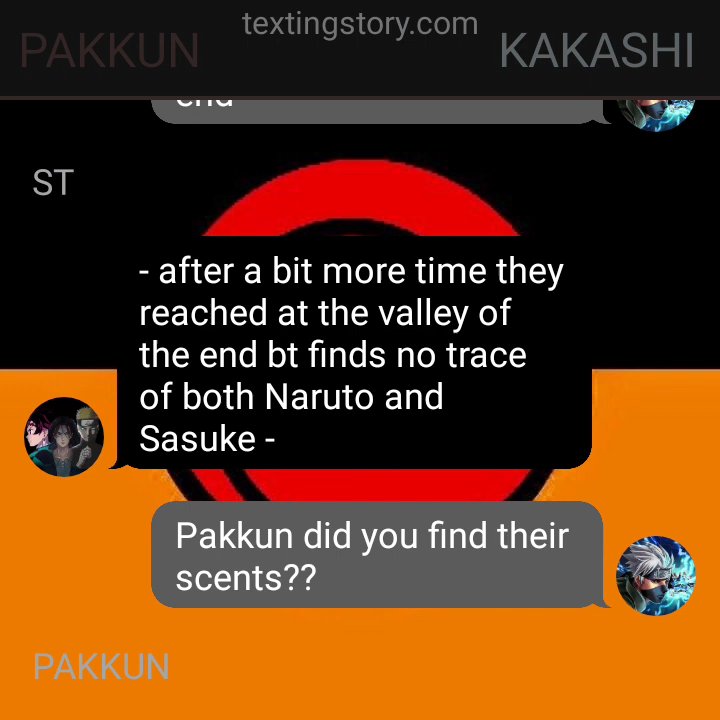 textingstory.com
PAKKUN KAKASHI
end
ST
- after a bit more time they
reached at the valley of
the end bt finds no trace
of both Naruto and
Sasuke -
Pakkun did you find their
scents??
PAKKUN